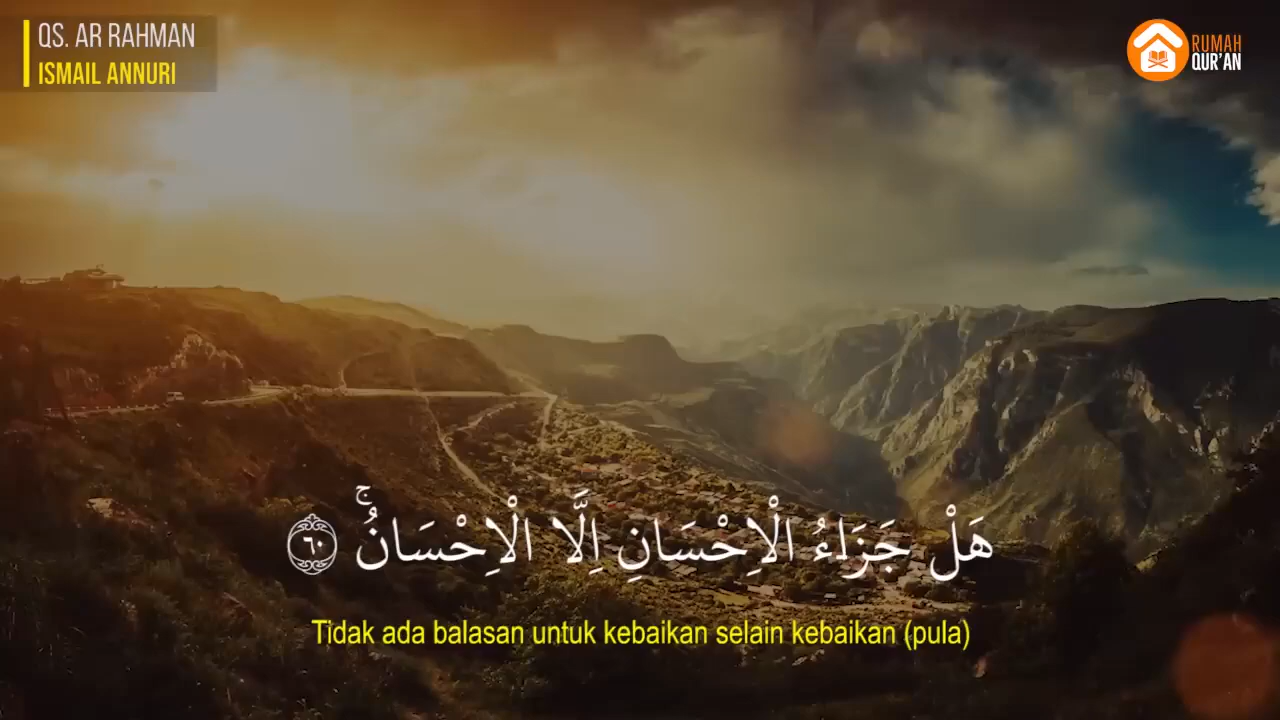 QS. AR RAHMAN
ISMAIL ANNURI
RUMAH
QUR'AN
هَلْ جَزَاۤءُ الْاِحْسَانِ اِلَّا الْاِحْسَانُۚ ٦٠
Tidak ada balasan untuk kebaikan selain kebaikan (pula)